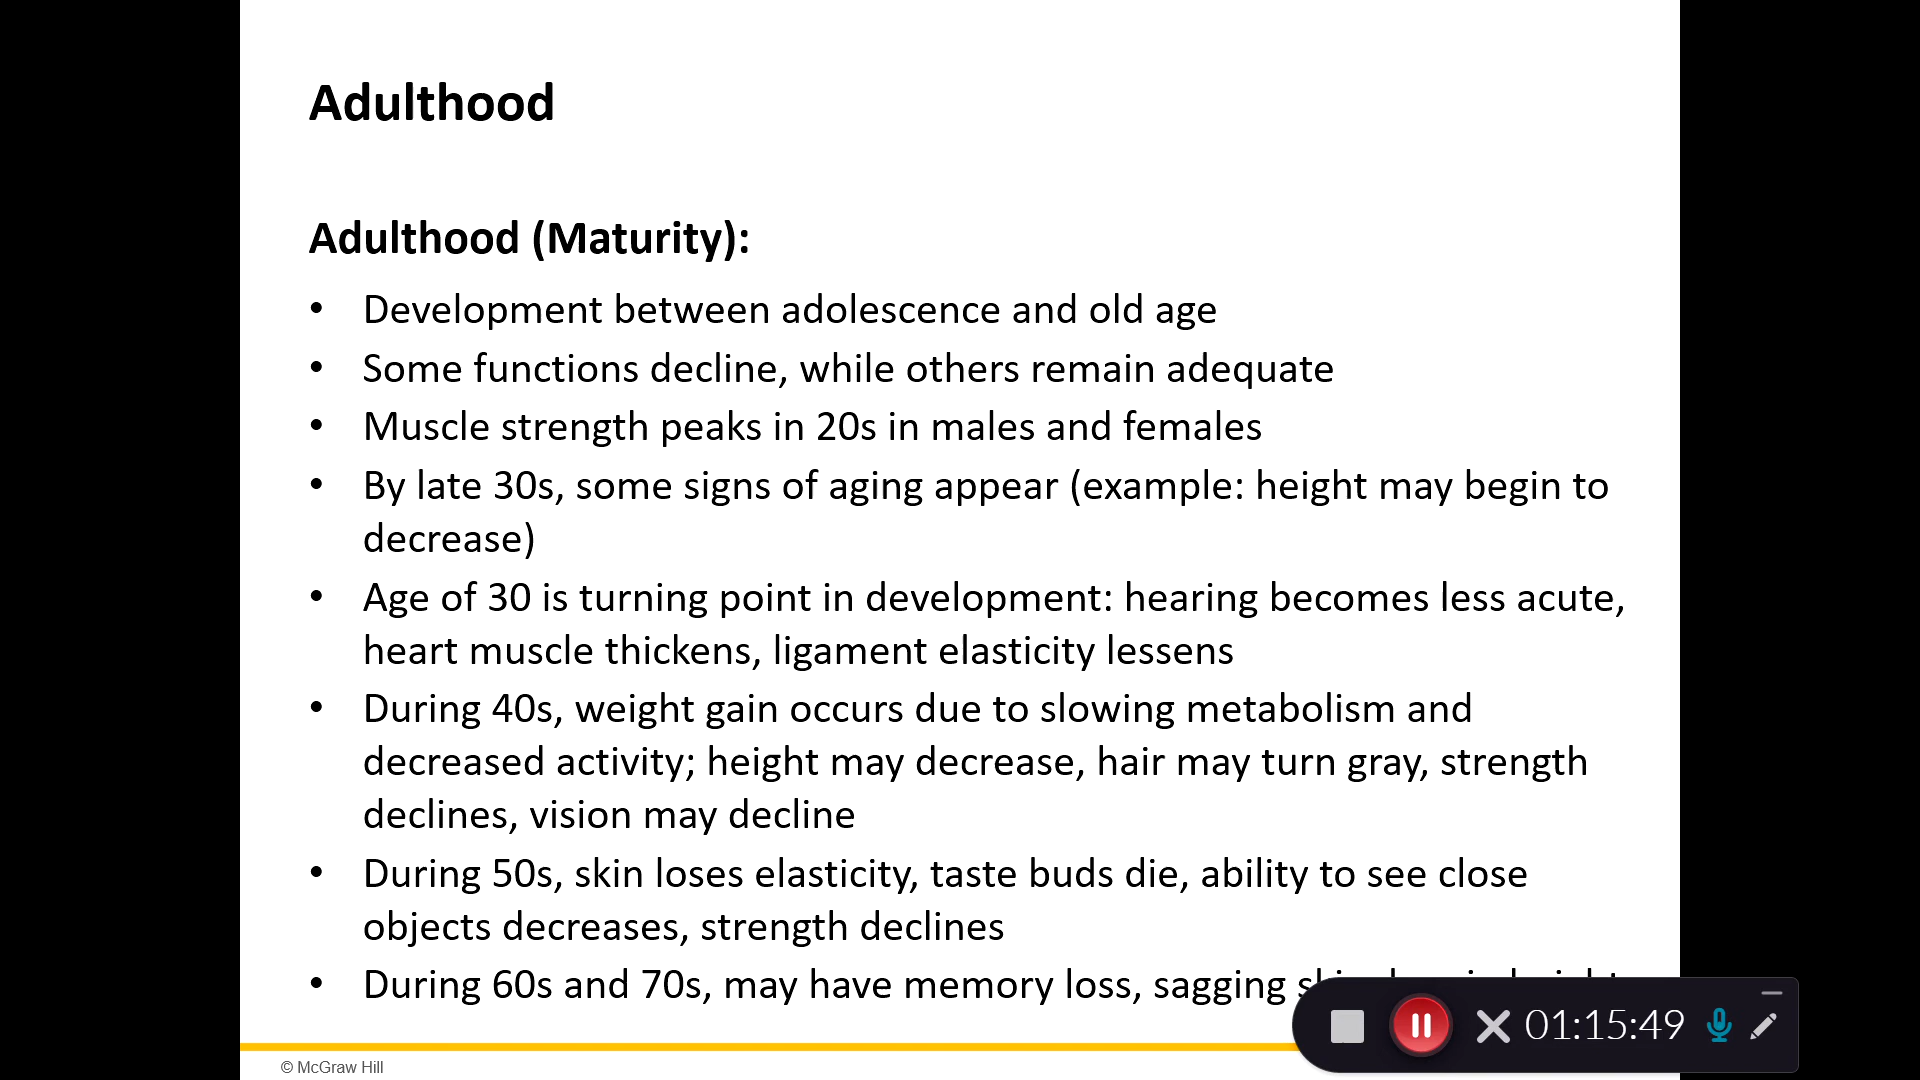 Adulthood
Adulthood (Maturity):
• Development between adolescence and old age
• Some functions decline, while others remain adequate
• Muscle strength peaks in 20s in males and females
• By late 30s, some signs of aging appear (example: height may begin to
decrease)
• Age of 30 is turning point in development: hearing becomes less acute,
heart muscle thickens, ligament elasticity lessens
• During 40s, weight gain occurs due to slowing metabolism and
decreased activity; height may decrease, hair may turn gray, strength
declines, vision may decline
• During 50s, skin loses elasticity, taste buds die, ability to see close
objects decreases, strength declines
• During 60s and 70s, may have memory loss, sagging
01:15:49
© McGraw Hill